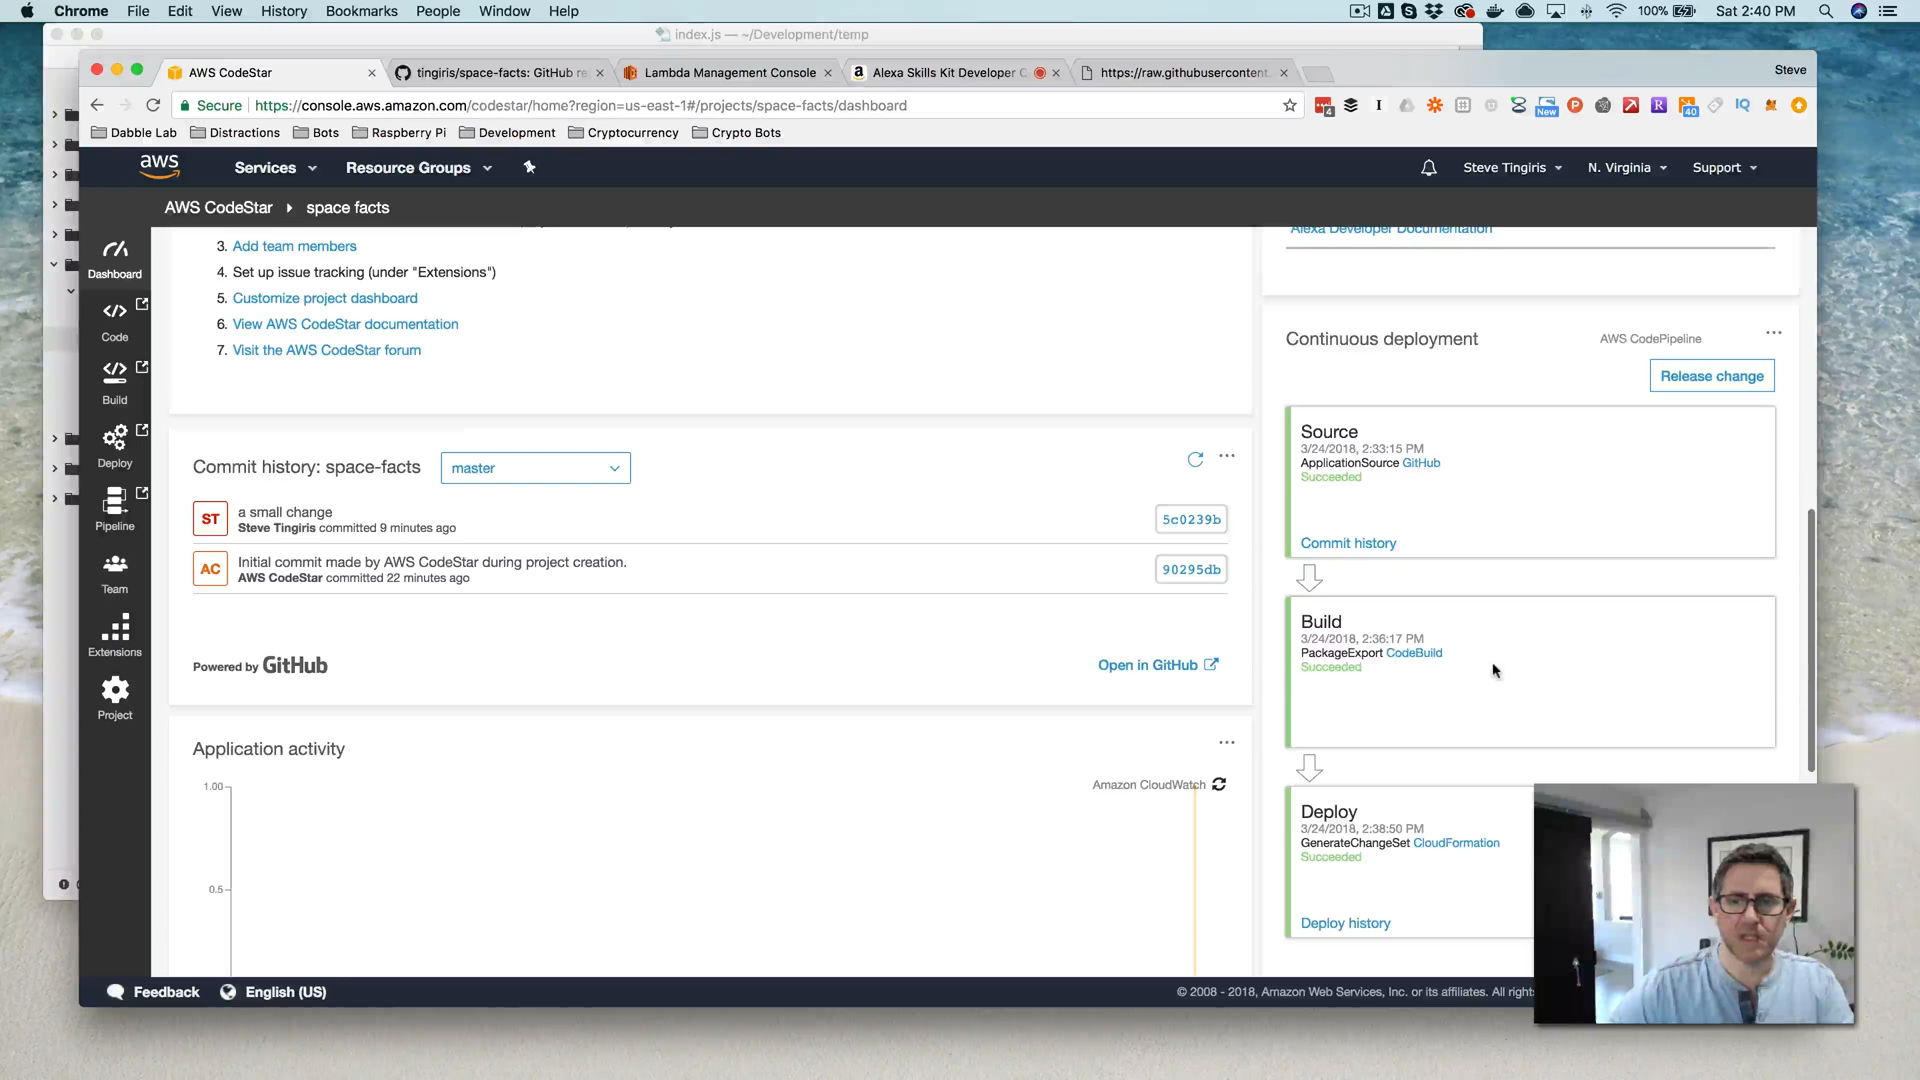 Chrome File Edit View History Bookmarks People Window Help
100% Sat 2:40 PM
index.js — ~/Development/temp
AWS CodeStar
tingiris/space-facts: GitHub re
Lambda Management Console
Alexa Skills Kit Developer C
https://raw.githubusercontent.
Steve
Secure https://console.aws.amazon.com/codestar/home?region=us-east-1#/projects/space-facts/dashboard
4 New 40 IQ
Dabble Lab Distractions Bots Raspberry Pi Development Cryptocurrency Crypto Bots
aws Services Resource Groups Steve Tingiris N. Virginia Support
AWS CodeStar space facts
Dashboard
Code
Build
Deploy
Pipeline
Team
Extensions
Project
3. Add team members
4. Set up issue tracking (under "Extensions")
5. Customize project dashboard
6. View AWS CodeStar documentation
7. Visit the AWS CodeStar forum
Commit history: space-facts master
ST a small change
Steve Tingiris committed 9 minutes ago
5c0239b
AC Initial commit made by AWS CodeStar during project creation.
AWS CodeStar committed 22 minutes ago
90295db
Powered by GitHub
Open in GitHub
Application activity
Amazon CloudWatch
1.00
0.5
Alexa Developer Documentation
Continuous deployment AWS CodePipeline
Release change
Source
3/24/2018, 2:33:15 PM
ApplicationSource GitHub
Succeeded
Commit history
Build
3/24/2018, 2:36:17 PM
PackageExport CodeBuild
Succeeded
Deploy
3/24/2018, 2:38:50 PM
GenerateChangeSet CloudFormation
Succeeded
Deploy history
Feedback English (US)
© 2008 - 2018, Amazon Web Services, Inc. or its affiliates. All right